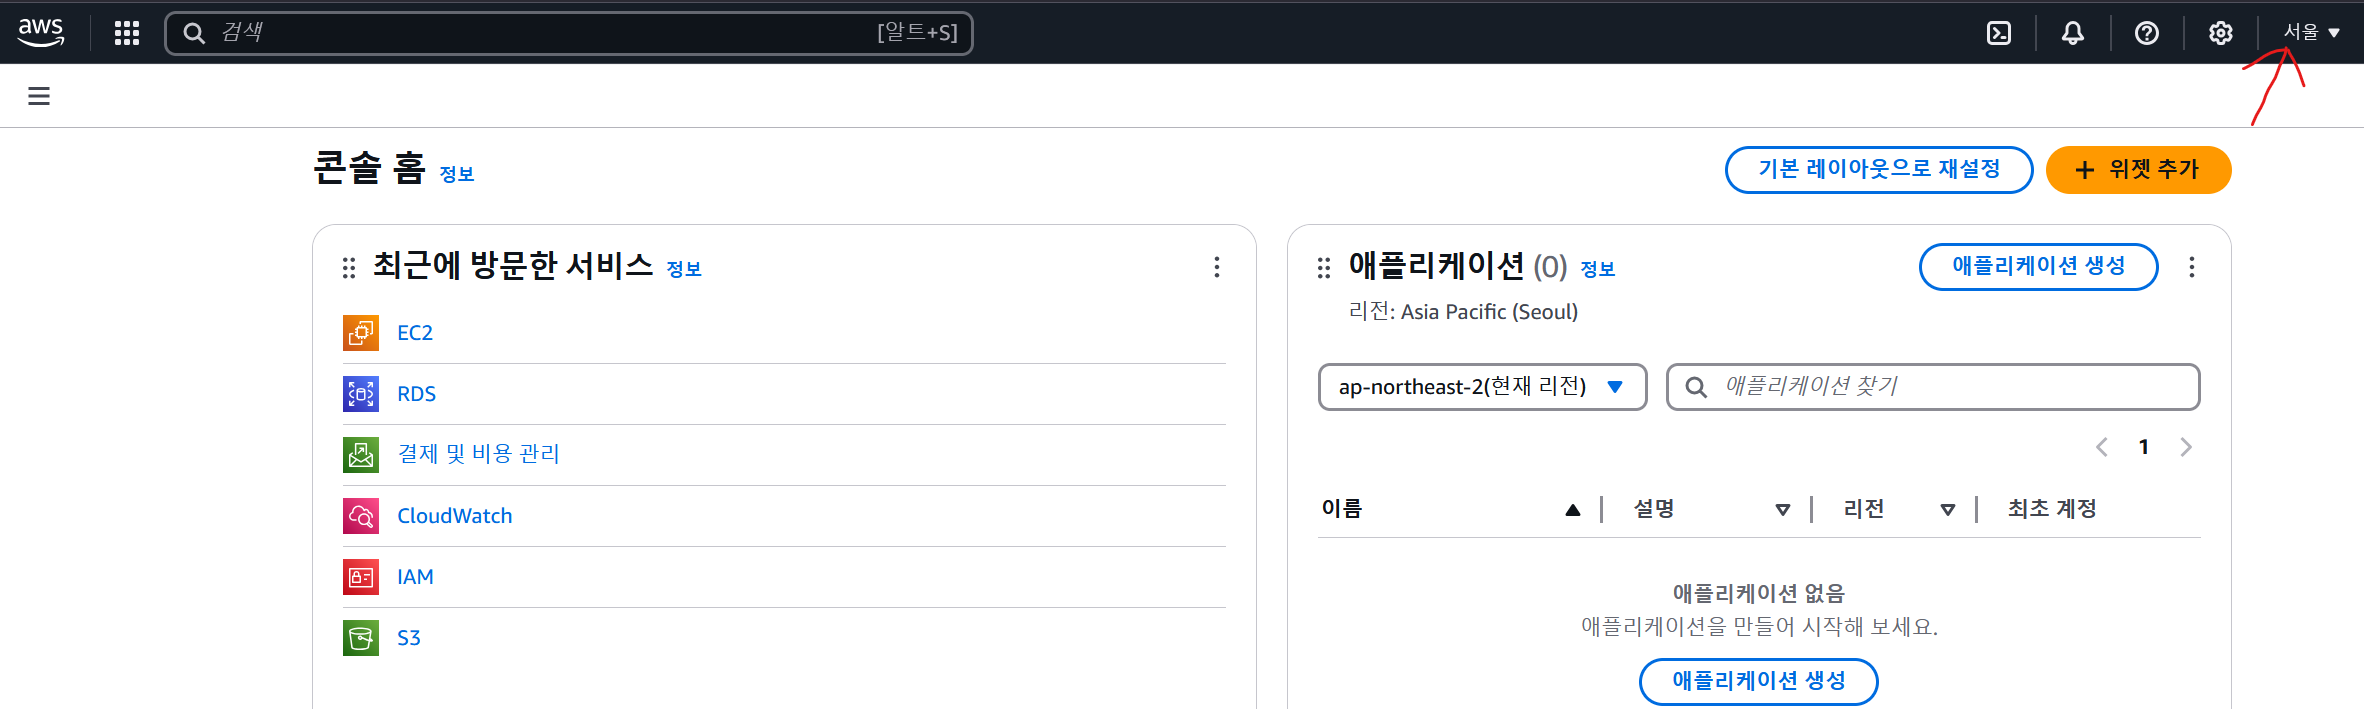 aws
검색 [알트+S] 서울
콘솔 홈 정보
기본 레이아웃으로 재설정 위젯 추가
최근에 방문한 서비스 정보
EC2
RDS
결제 및 비용 관리
CloudWatch
IAM
S3
애플리케이션 (0) 정보 애플리케이션 생성
리전: Asia Pacific (Seoul)
ap-northeast-2(현재 리전) 애플리케이션 찾기
1
이름 설명 리전 최초 계정
애플리케이션 없음
애플리케이션을 만들어 시작해 보세요.
애플리케이션 생성